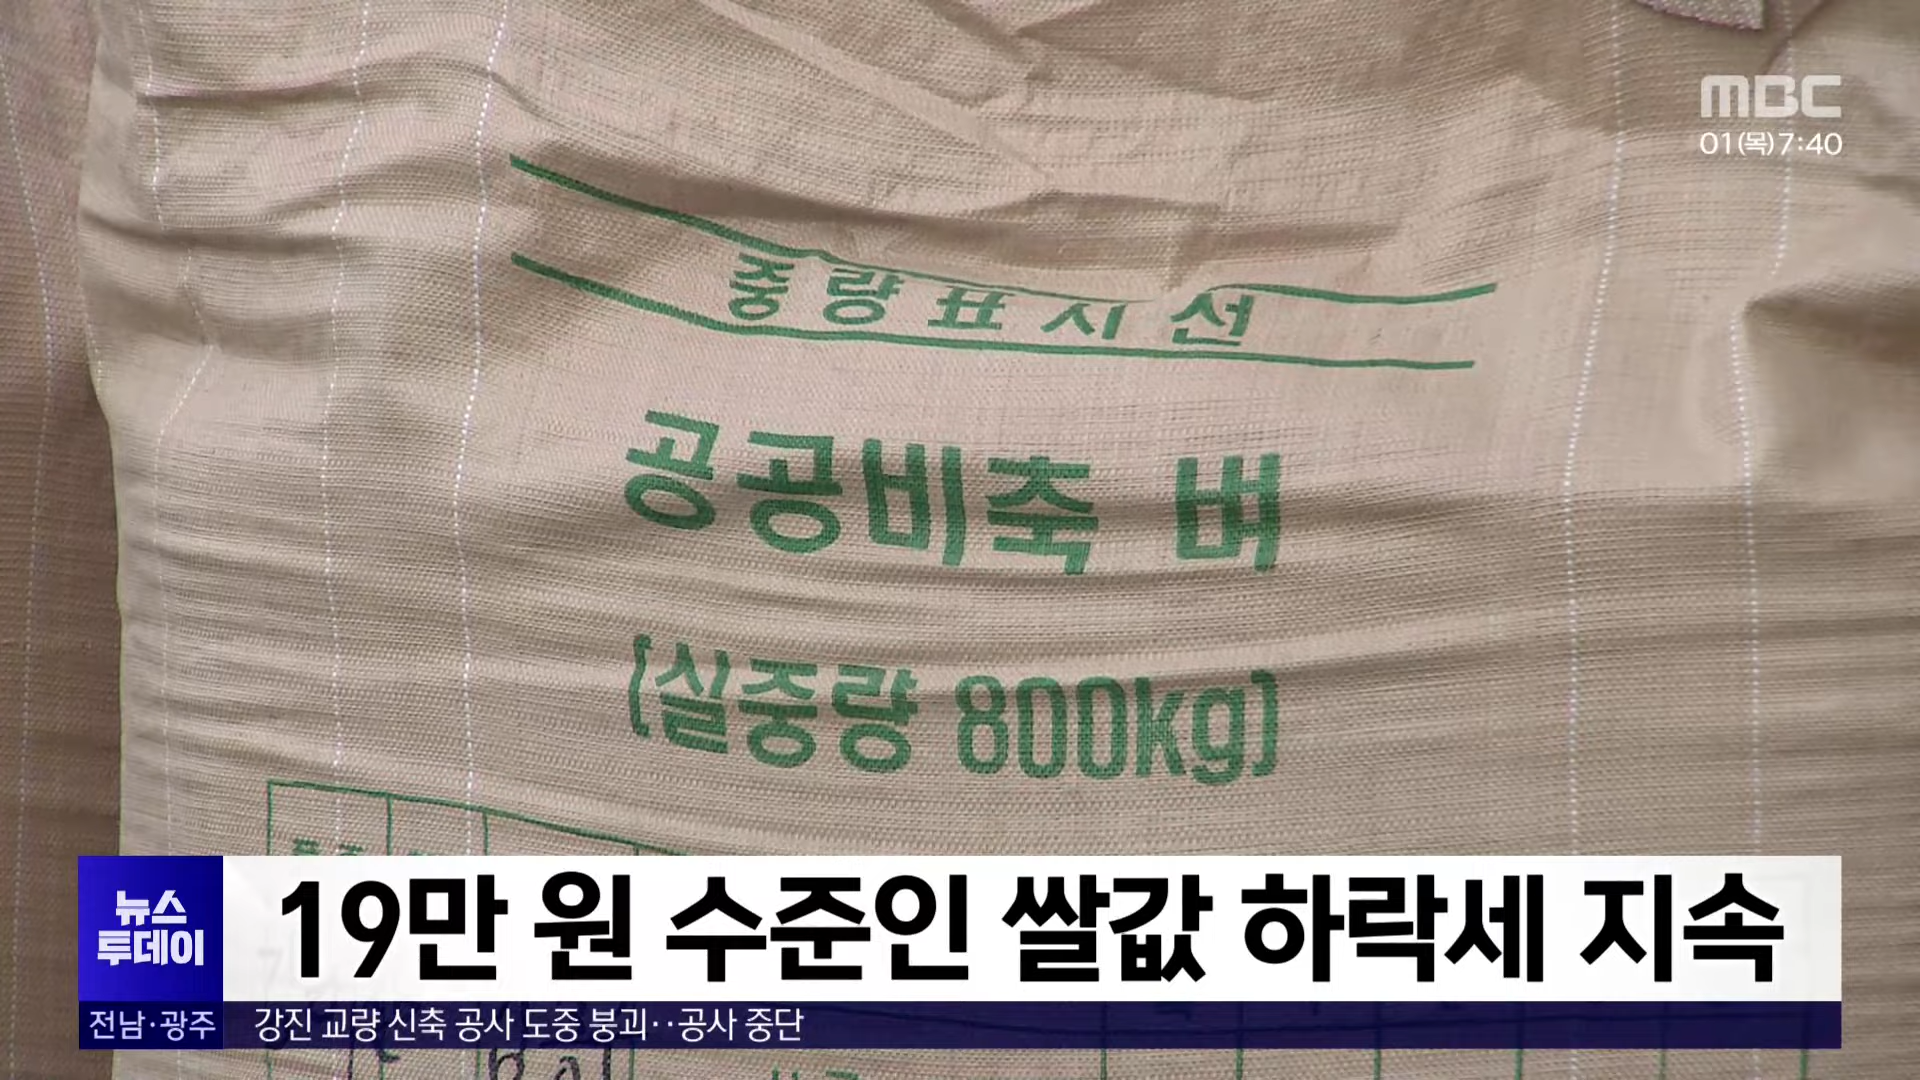 MBC
01(목)7:40
중량표시선
공공비축 벼
(실중량 800kg)
뉴스
투데이
19만 원 수준인 쌀값 하락세 지속
전남·광주
강진 교량 신축 공사 도중 붕괴‥공사 중단